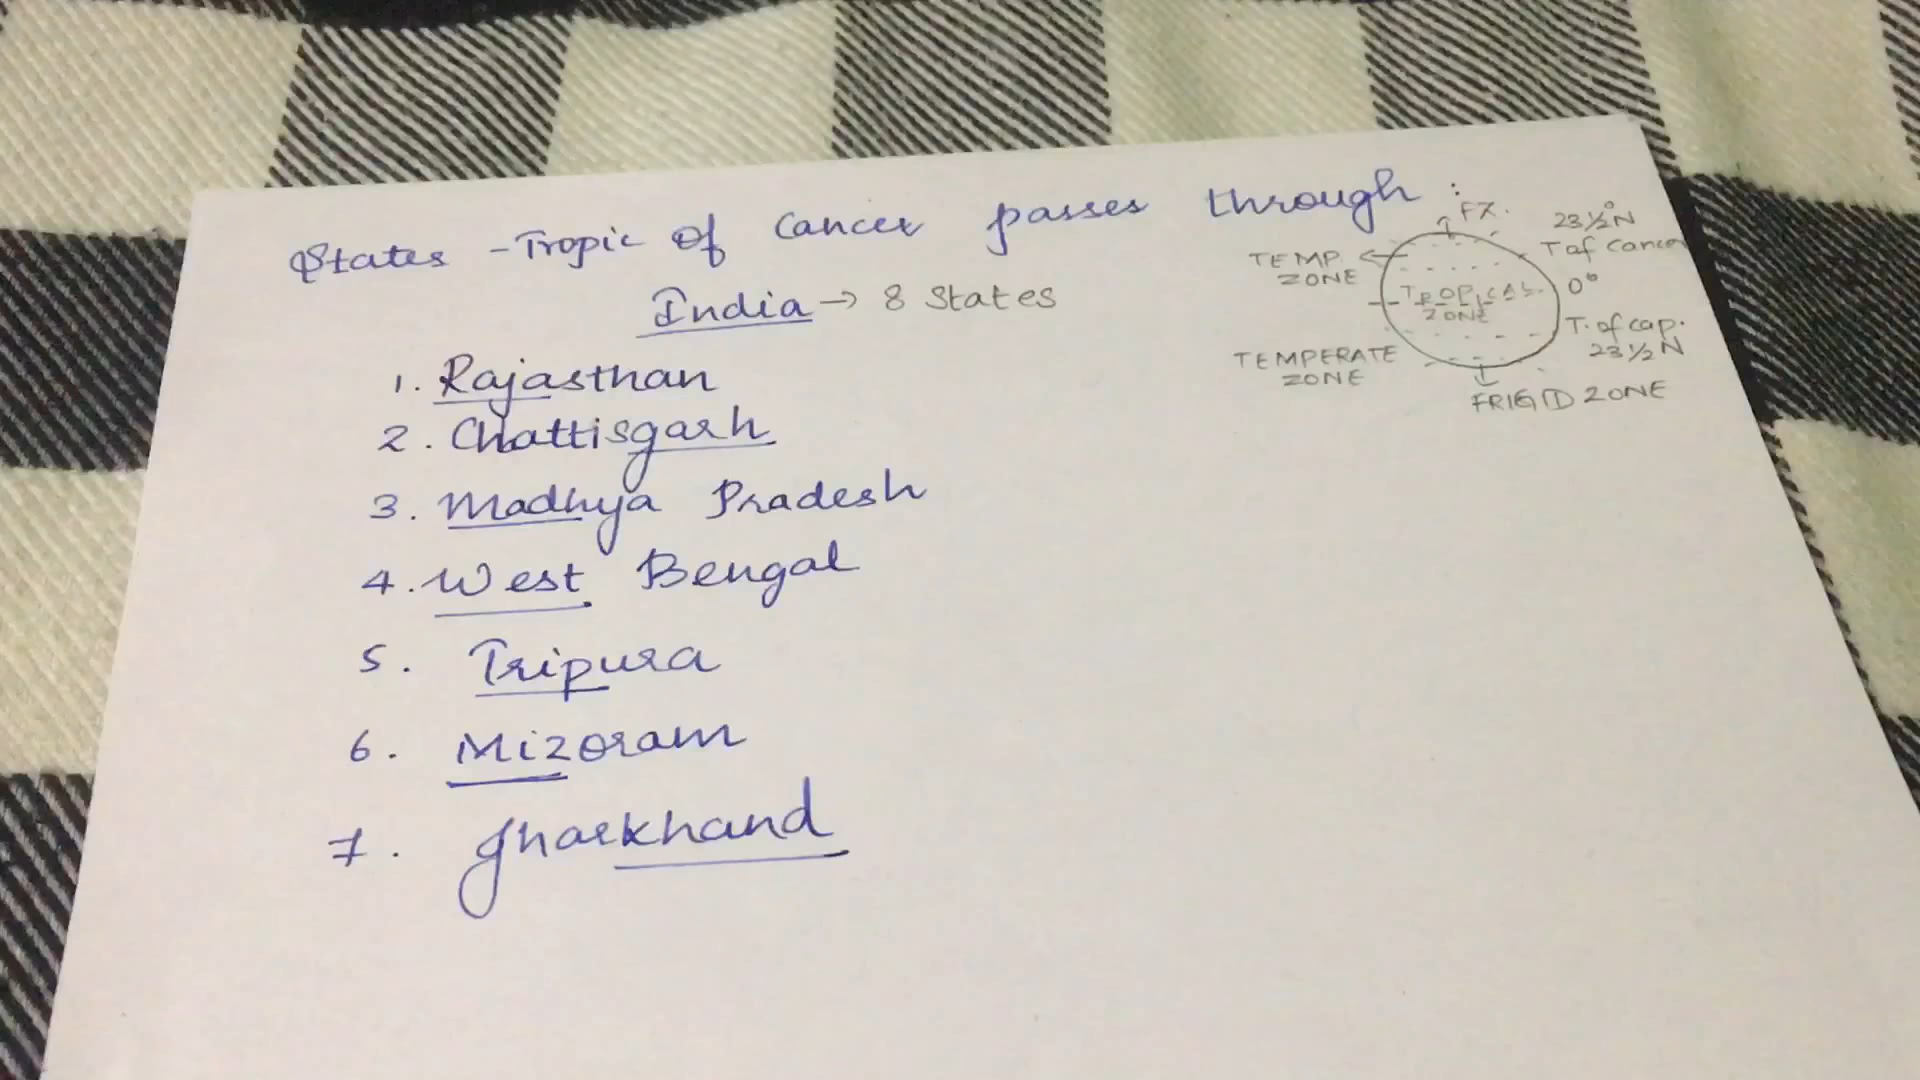 States - Tropic of Cancer passes through :
India → 8 States
1. Rajasthan
2. Chattisgarh
3. Madhya Pradesh
4. West Bengal
5. Tripura
6. Mizoram
7. Jharkhand
FZ.
23½°N
T of Cancer
TEMP.
ZONE
TROPICAL
ZONE
0°
T. of cap.
23½ N
TEMPERATE
ZONE
FRIGID ZONE